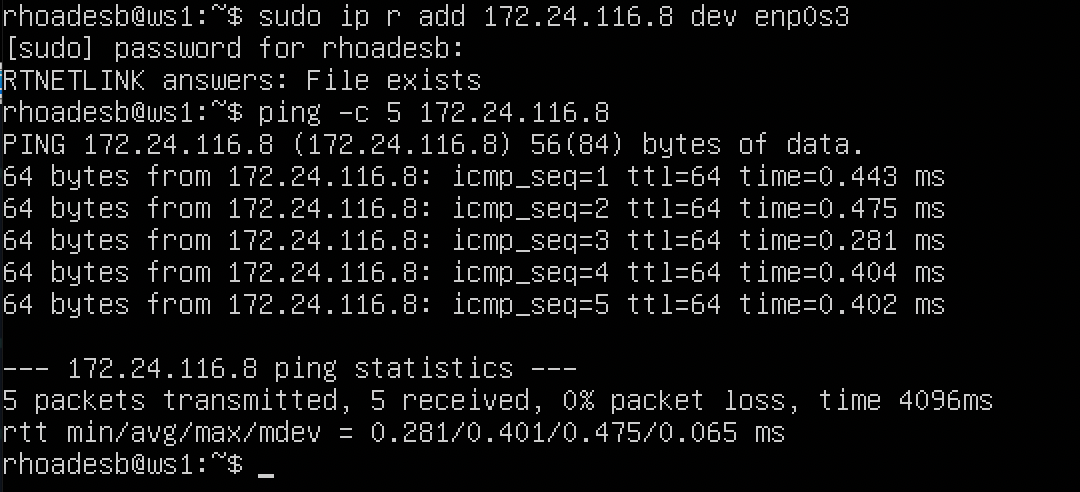 rhoadesb@ws1:~$ sudo ip r add 172.24.116.8 dev enp0s3
[sudo] password for rhoadesb:
RTNETLINK answers: File exists
rhoadesb@ws1:~$ ping -c 5 172.24.116.8
PING 172.24.116.8 (172.24.116.8) 56(84) bytes of data.
64 bytes from 172.24.116.8: icmp_seq=1 ttl=64 time=0.443 ms
64 bytes from 172.24.116.8: icmp_seq=2 ttl=64 time=0.475 ms
64 bytes from 172.24.116.8: icmp_seq=3 ttl=64 time=0.281 ms
64 bytes from 172.24.116.8: icmp_seq=4 ttl=64 time=0.404 ms
64 bytes from 172.24.116.8: icmp_seq=5 ttl=64 time=0.402 ms

--- 172.24.116.8 ping statistics ---
5 packets transmitted, 5 received, 0% packet loss, time 4096ms
rtt min/avg/max/mdev = 0.281/0.401/0.475/0.065 ms
rhoadesb@ws1:~$ _